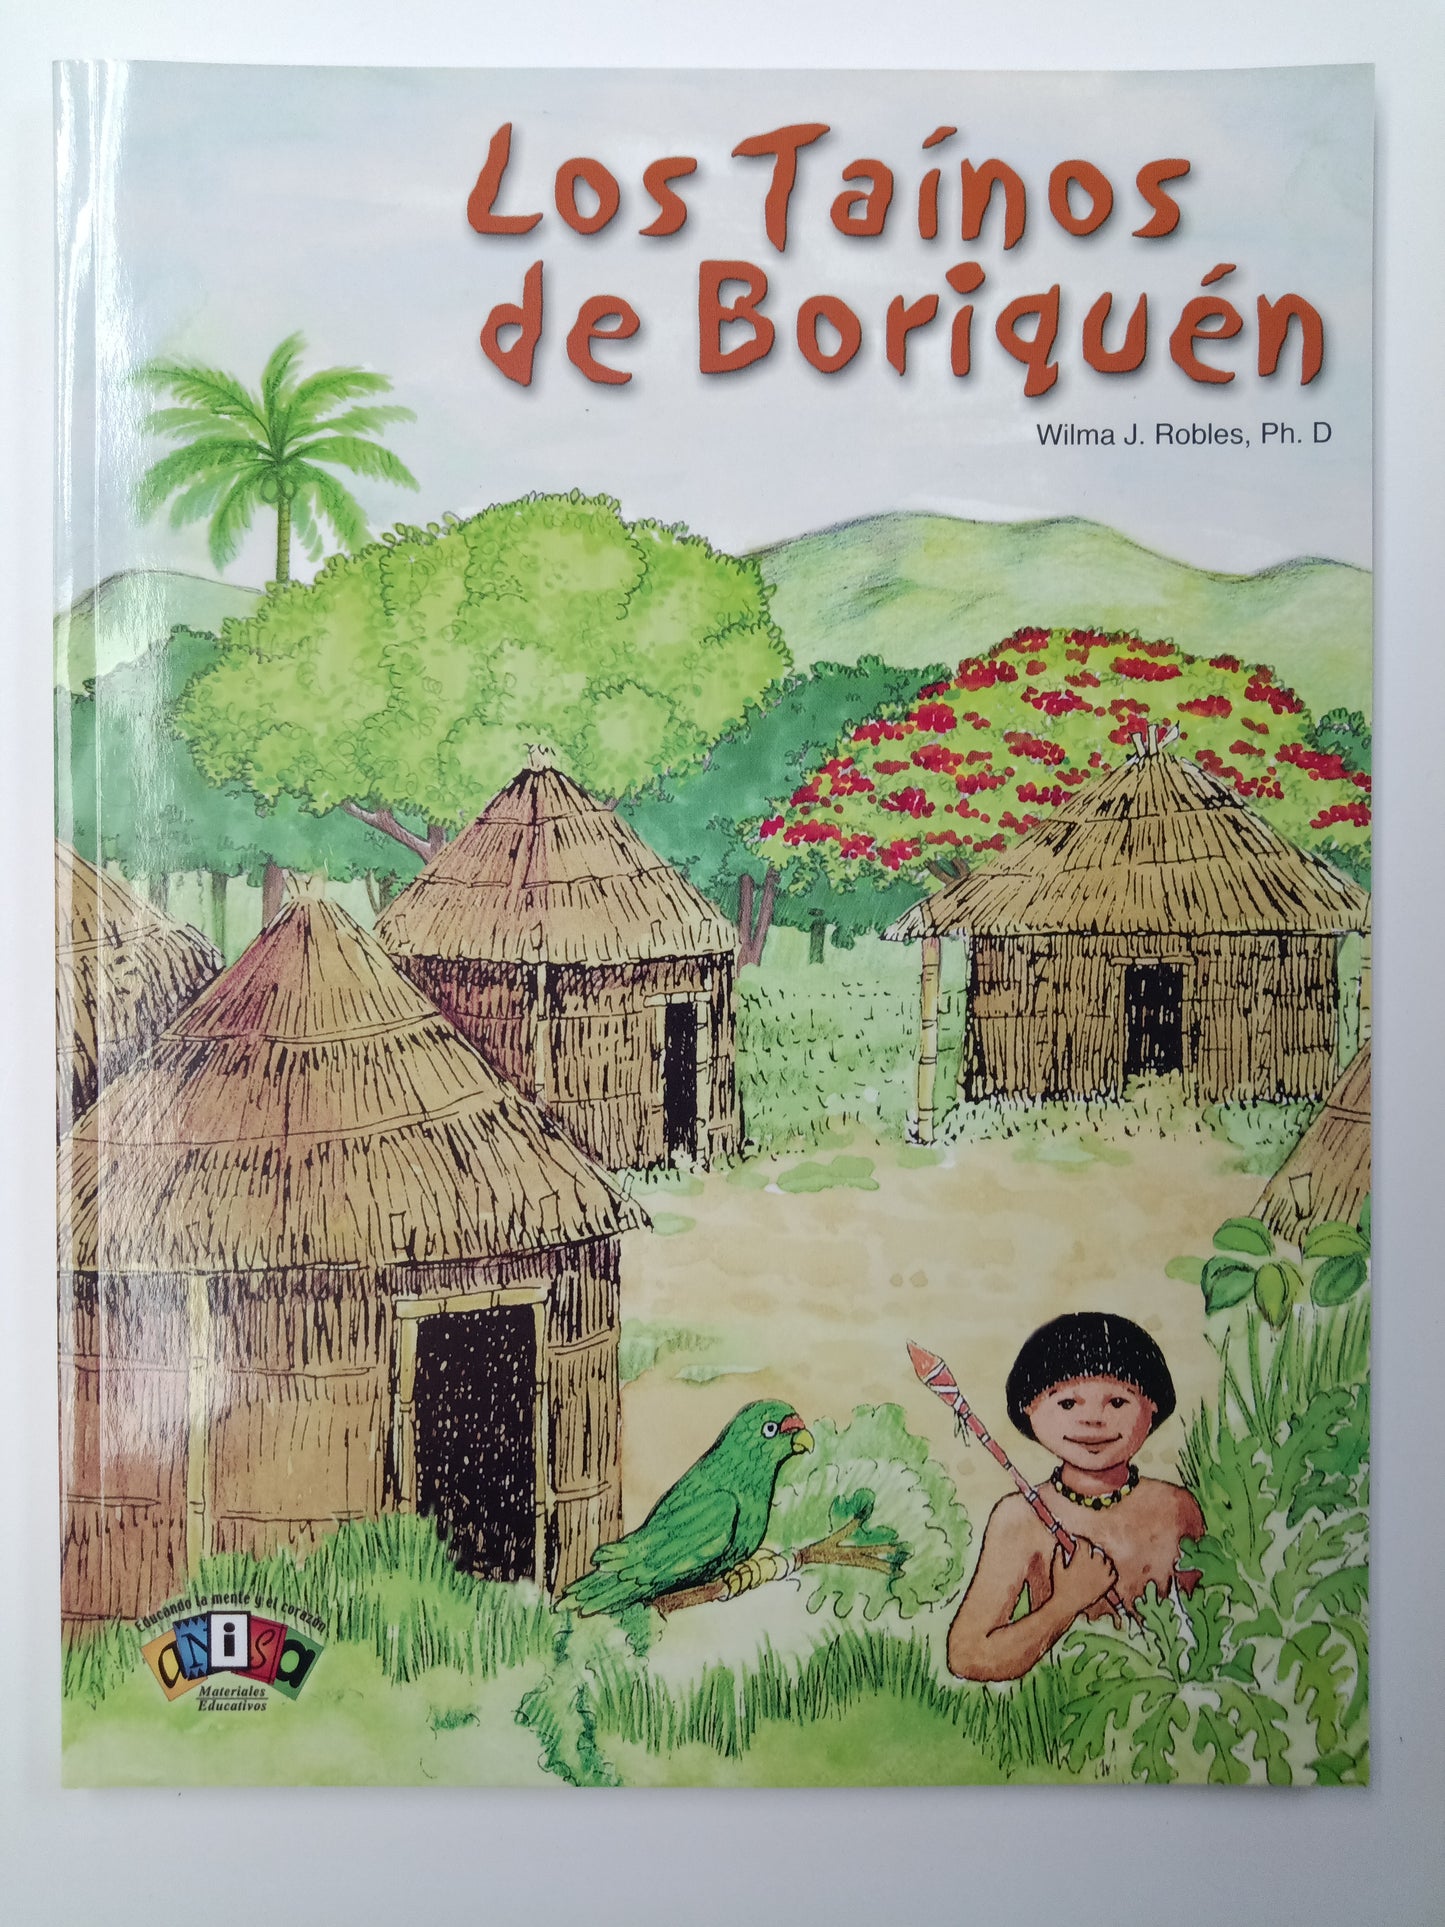 Los Taínos
de Boriquén
Wilma J. Robles, Ph. D
Educando la mente y el corazón
aNiSa
Materiales
Educativos